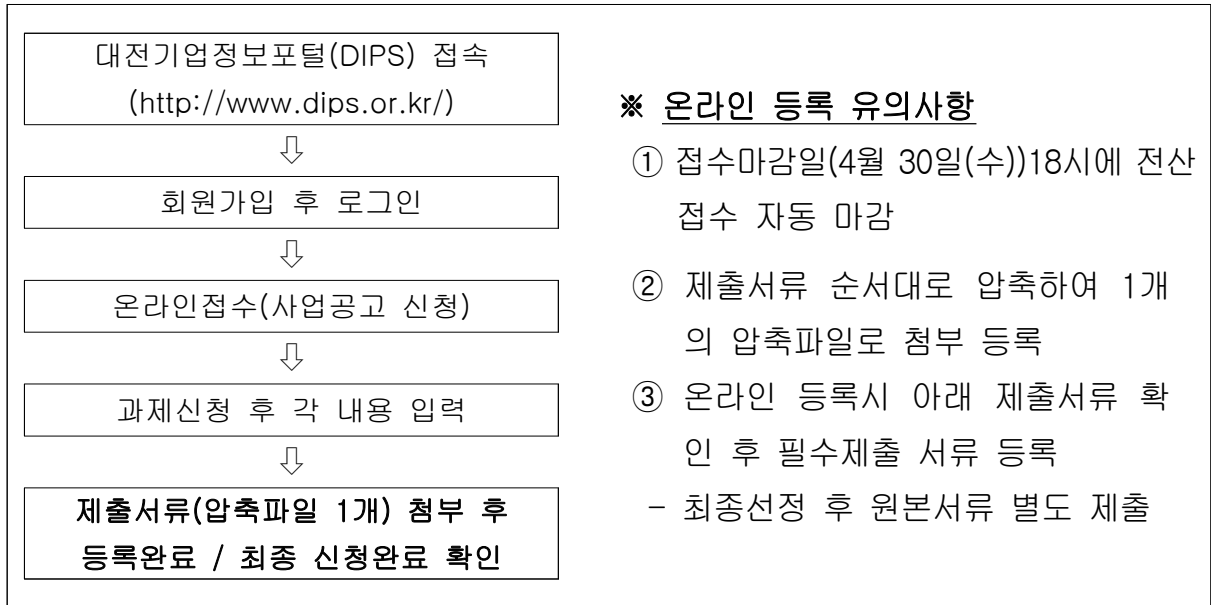 대전기업정보포털(DIPS) 접속
(http://www.dips.or.kr/)
⇩
회원가입 후 로그인
⇩
온라인접수(사업공고 신청)
⇩
과제신청 후 각 내용 입력
⇩
제출서류(압축파일 1개) 첨부 후
등록완료 / 최종 신청완료 확인
※ 온라인 등록 유의사항
① 접수마감일(4월 30일(수))18시에 전산
접수 자동 마감
② 제출서류 순서대로 압축하여 1개
의 압축파일로 첨부 등록
③ 온라인 등록시 아래 제출서류 확
인 후 필수제출 서류 등록
- 최종선정 후 원본서류 별도 제출